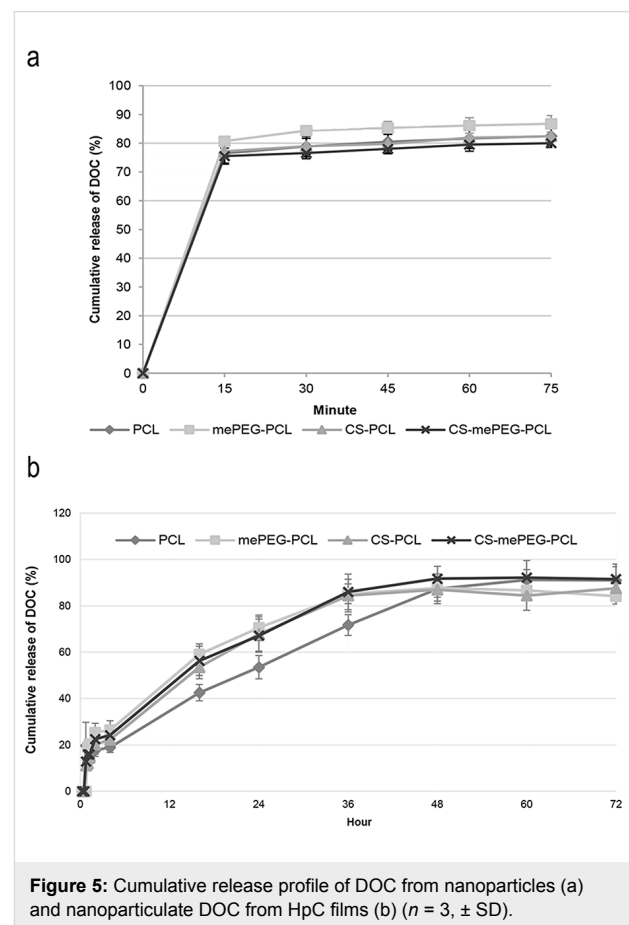 a
100
90
80
70
60
50
40
30
20
10
0
Cumulative release of DOC (%)
0 15 30 45 60 75
Minute
PCL mePEG-PCL CS-PCL CS-mePEG-PCL
b
120
100
80
60
40
20
0
Cumulative release of DOC (%)
PCL mePEG-PCL CS-PCL CS-mePEG-PCL
0 12 24 36 48 60 72
Hour
Figure 5: Cumulative release profile of DOC from nanoparticles (a)
and nanoparticulate DOC from HpC films (b) (n = 3, ± SD).